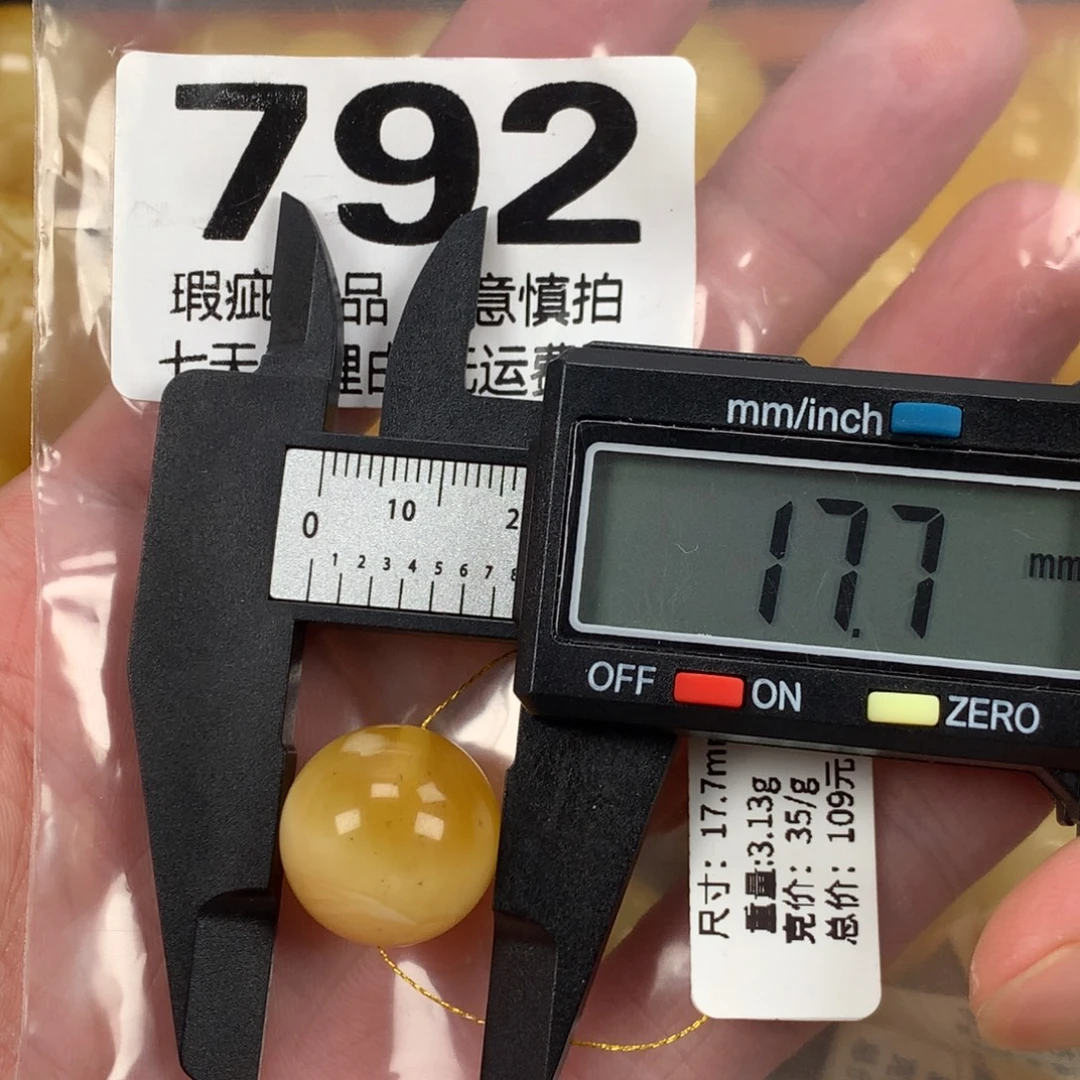 792
瑕疵 品 意慎拍
七天 理由 运费
mm/inch
0 10 2
1 2 3 4 5 6 7 8
17.7 mm
OFF ON ZERO
尺寸: 17.7mm
重量:3.13g
克价: 35/g
总价: 109元